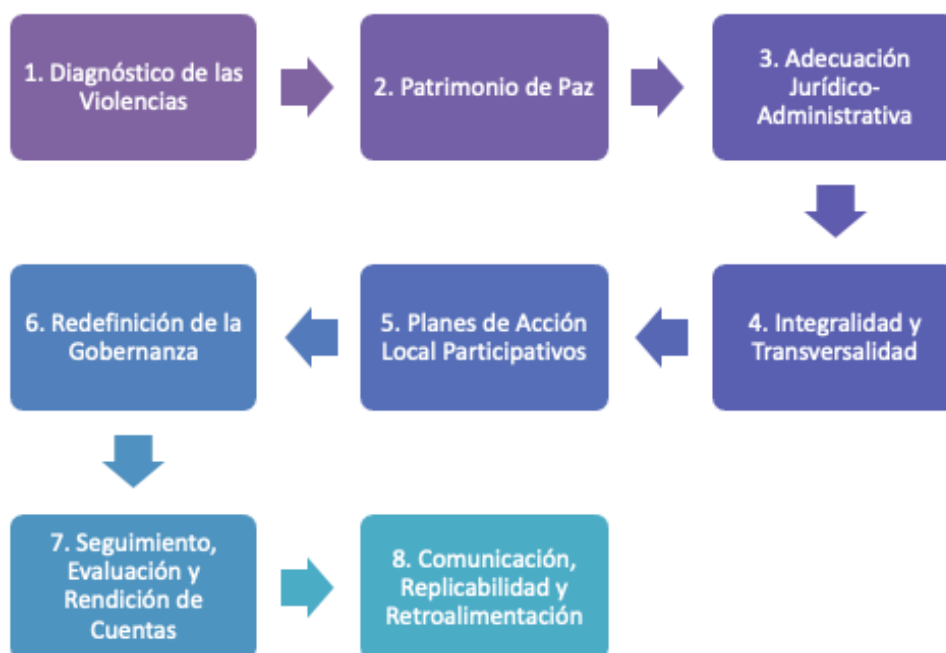 1. Diagnóstico de las
Violencias
2. Patrimonio de Paz
3. Adecuación
Jurídico-
Administrativa
4. Integralidad y
Transversalidad
5. Planes de Acción
Local Participativos
6. Redefinición de la
Gobernanza
7. Seguimiento,
Evaluación y
Rendición de
Cuentas
8. Comunicación,
Replicabilidad y
Retroalimentación